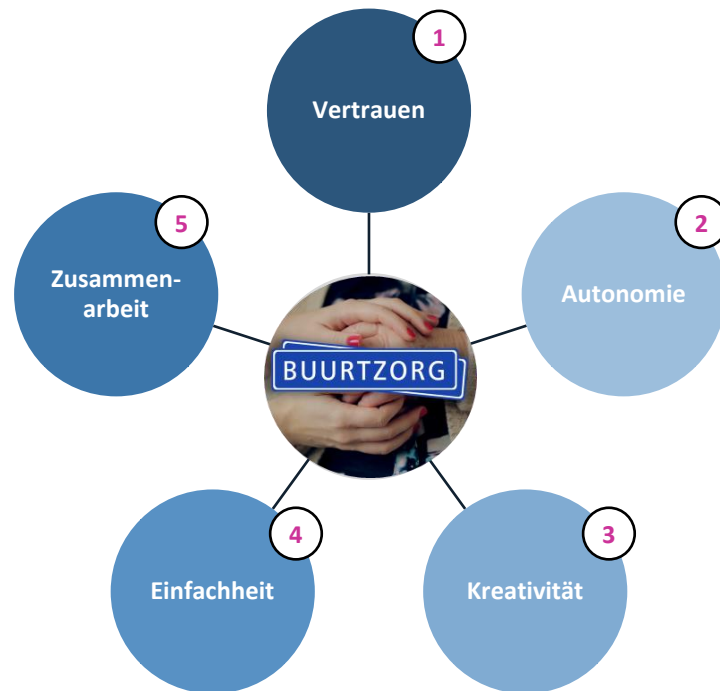 1
Vertrauen
2
Autonomie
3
Kreativität
4
Einfachheit
5
Zusammen-
arbeit
BUURTZORG